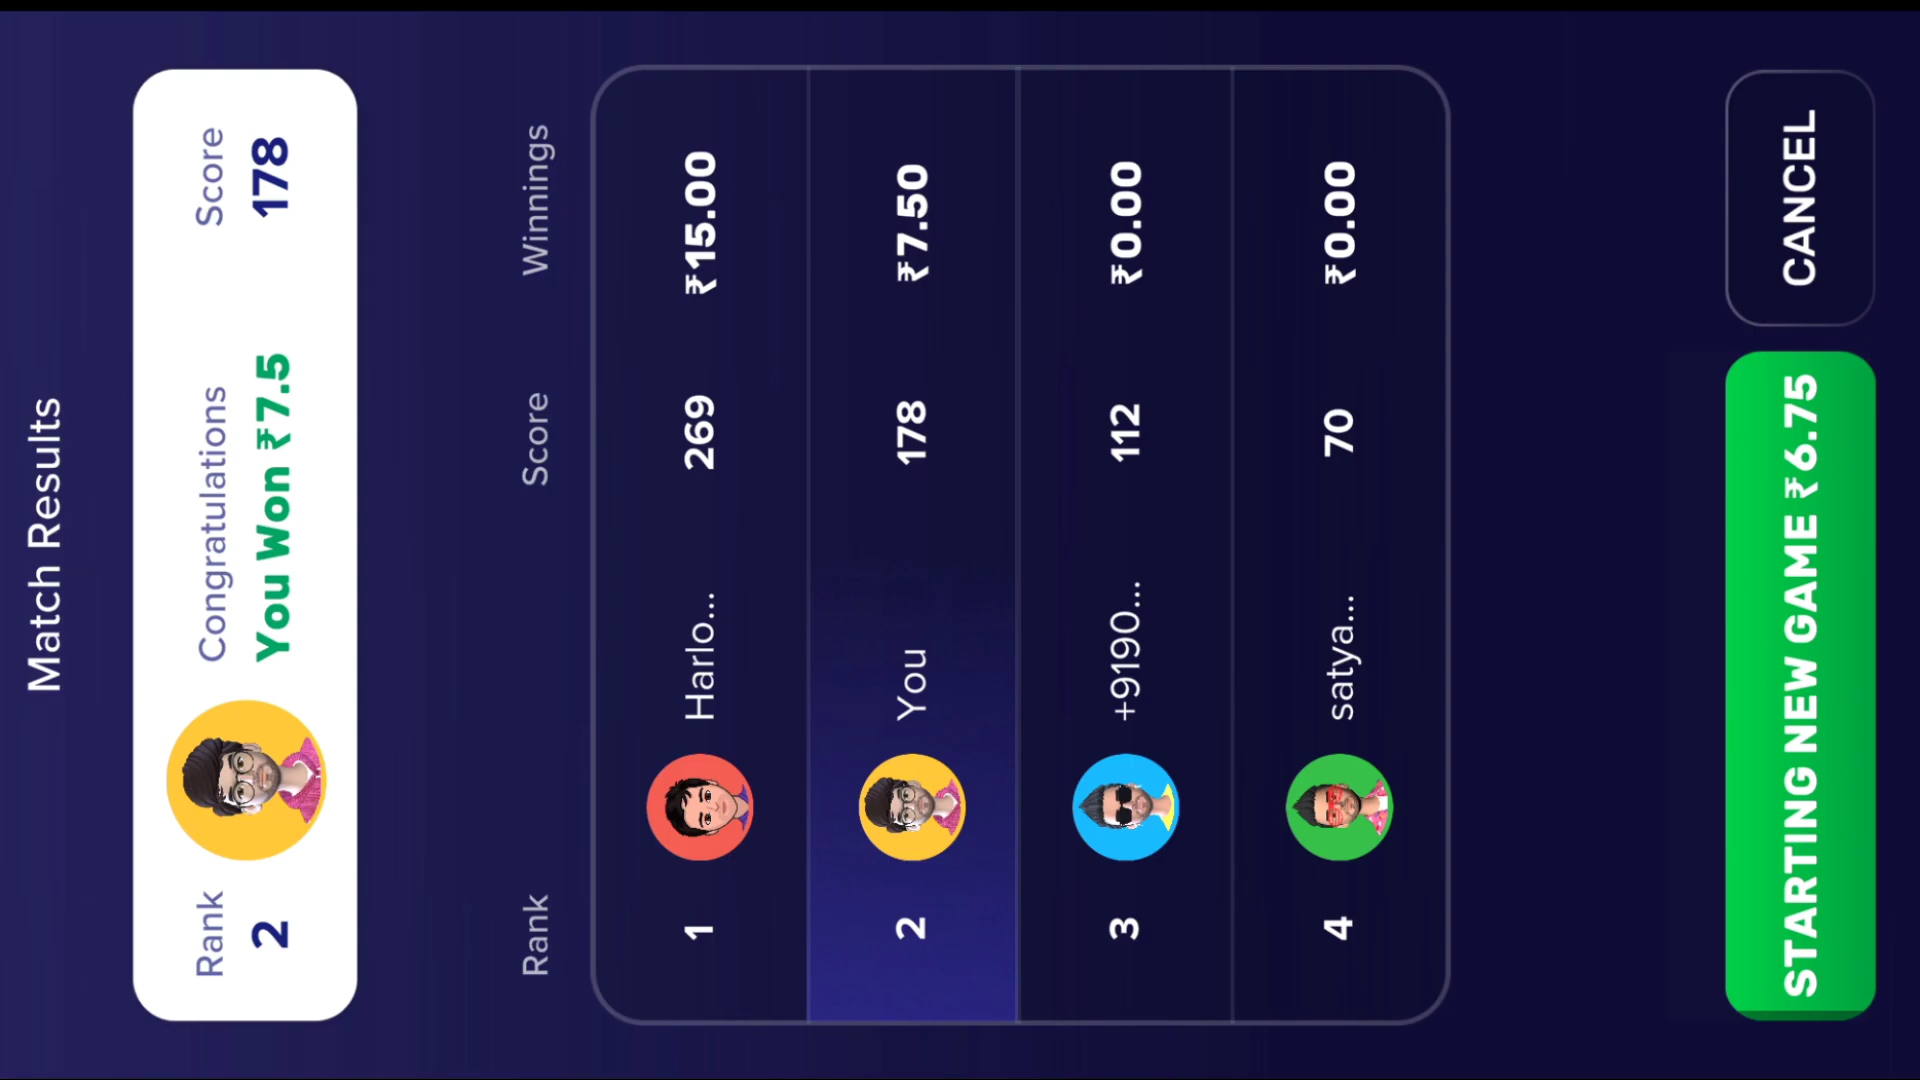 Match Results
Rank Congratulations Score
2 You Won ₹7.5 178
Rank Score Winnings
1 Harlo... 269 ₹15.00
2 You 178 ₹7.50
3 +9190... 112 ₹0.00
4 satya... 70 ₹0.00
STARTING NEW GAME ₹6.75 CANCEL